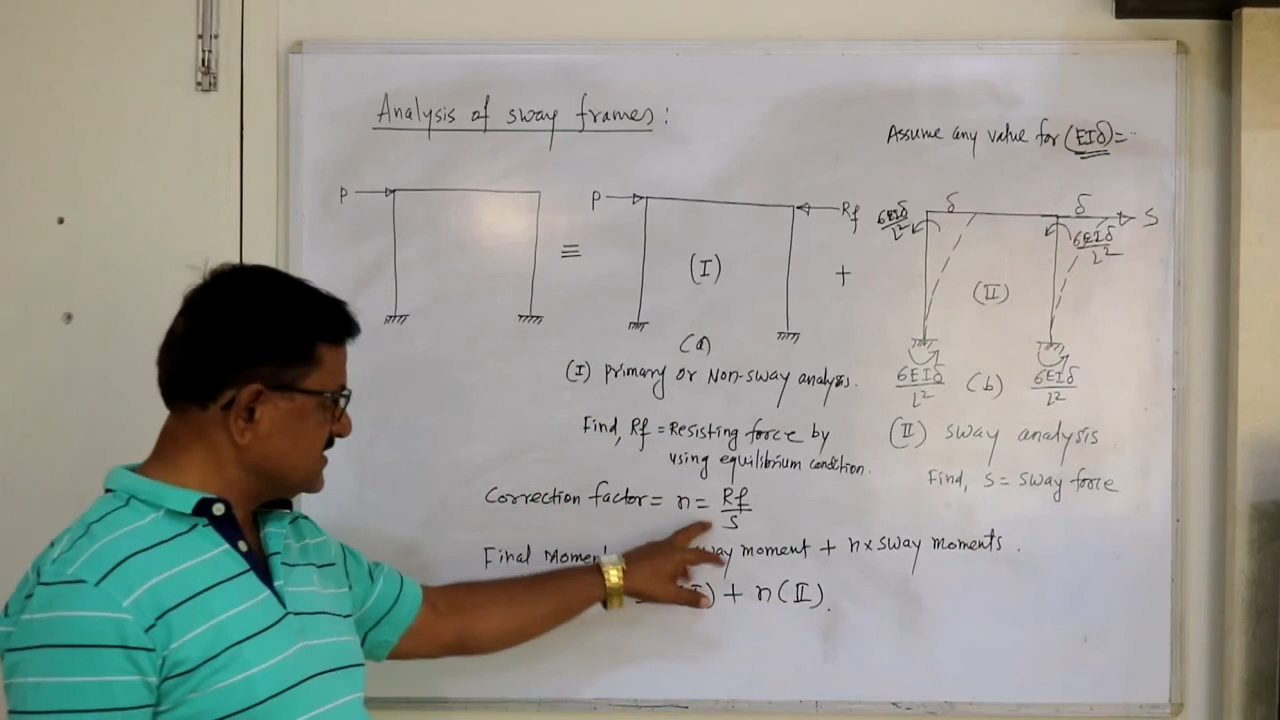 Analysis of sway frames:
Assume any value for (EIδ)=..
P
≡
P
Rf
(I)
(a)
+
6EIδ/L²
δ
δ
S
6EIδ/L²
(II)
6EIδ/L²
(b)
6EIδ/L²
(I) primary or Non-sway analysis.
Find, Rf = Resisting force by
using equilibrium condition.
(II) sway analysis
Find, S = sway force
Correction factor = n = Rf/S
Final Momen way moment + n x sway moments.
I) + n (II).